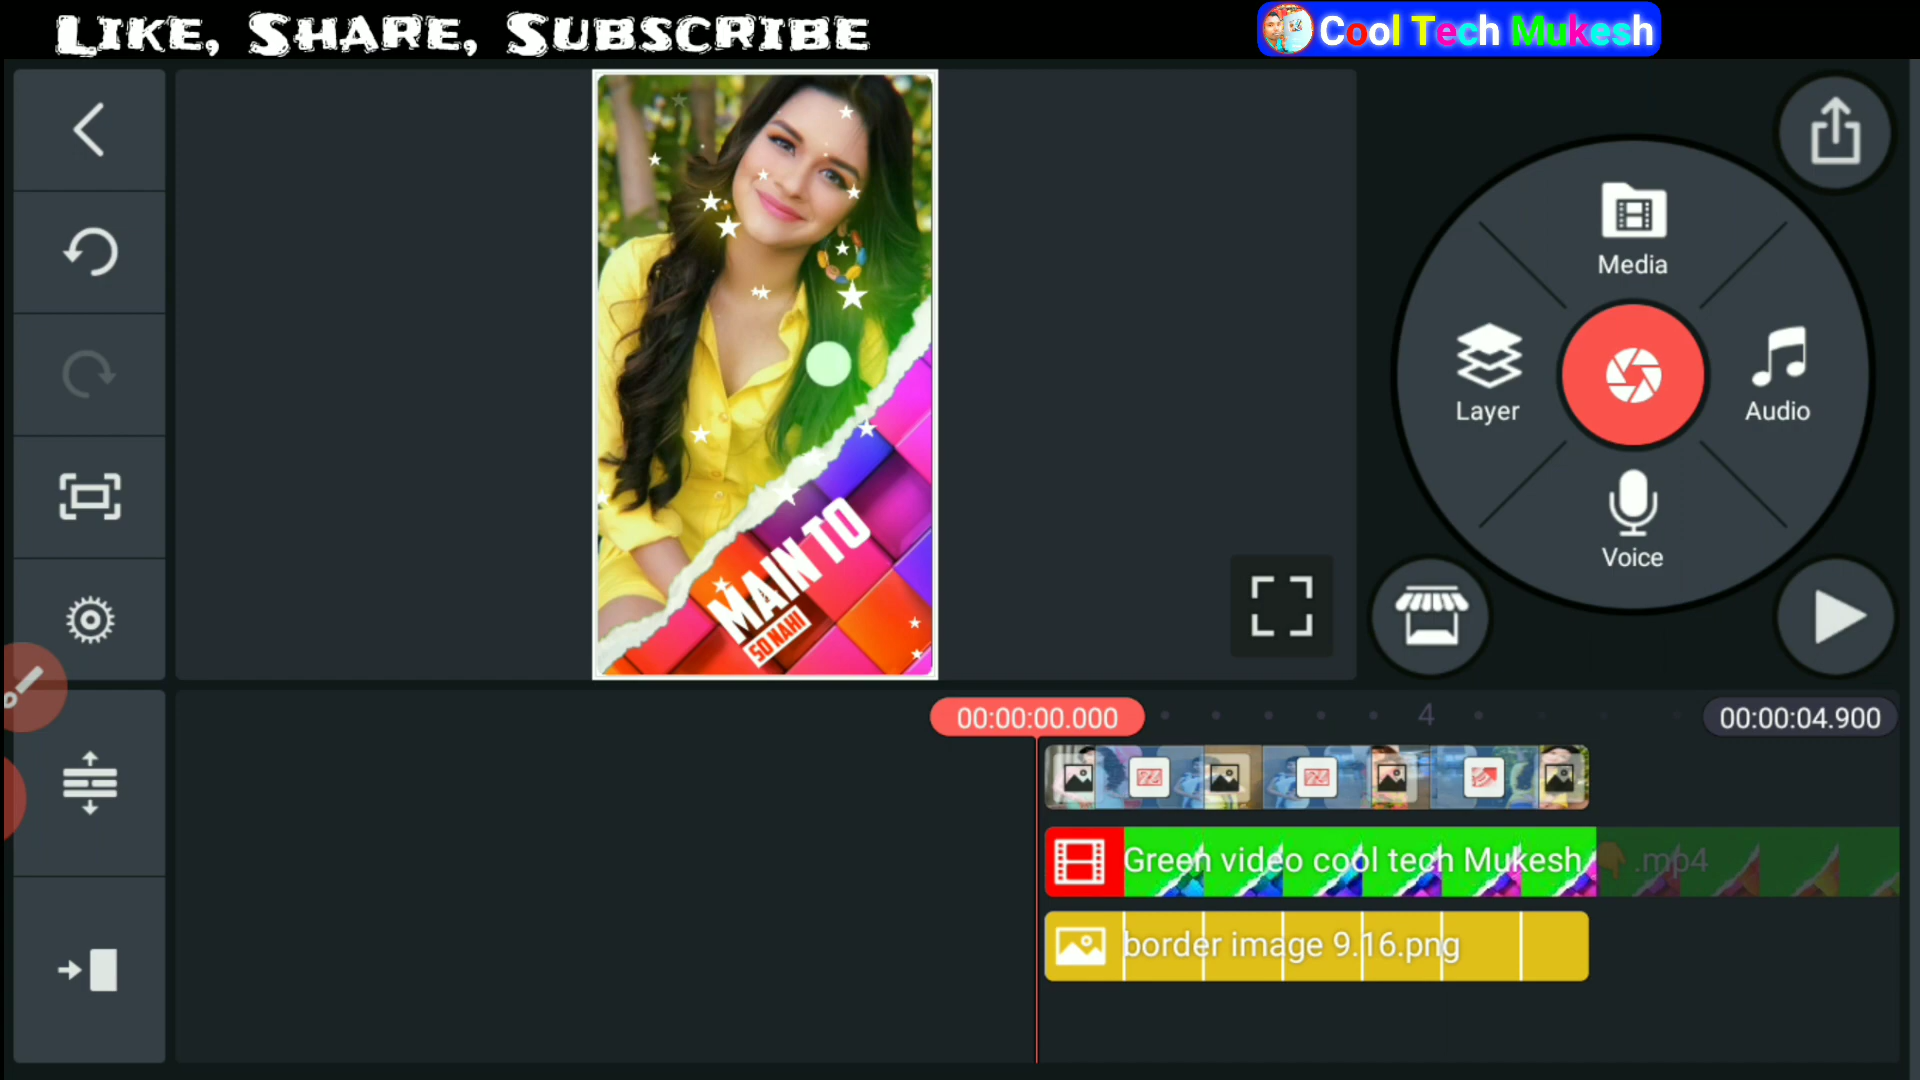 LIKE, SHARE, SUBSCRIBE
Cool Tech Mukesh
Media
Layer
Audio
Voice
MAIN TO
SO NAHI
00:00:00.000
4
00:00:04.900
Green video cool tech Mukesh 👇 .mp4
border image 9.16.png